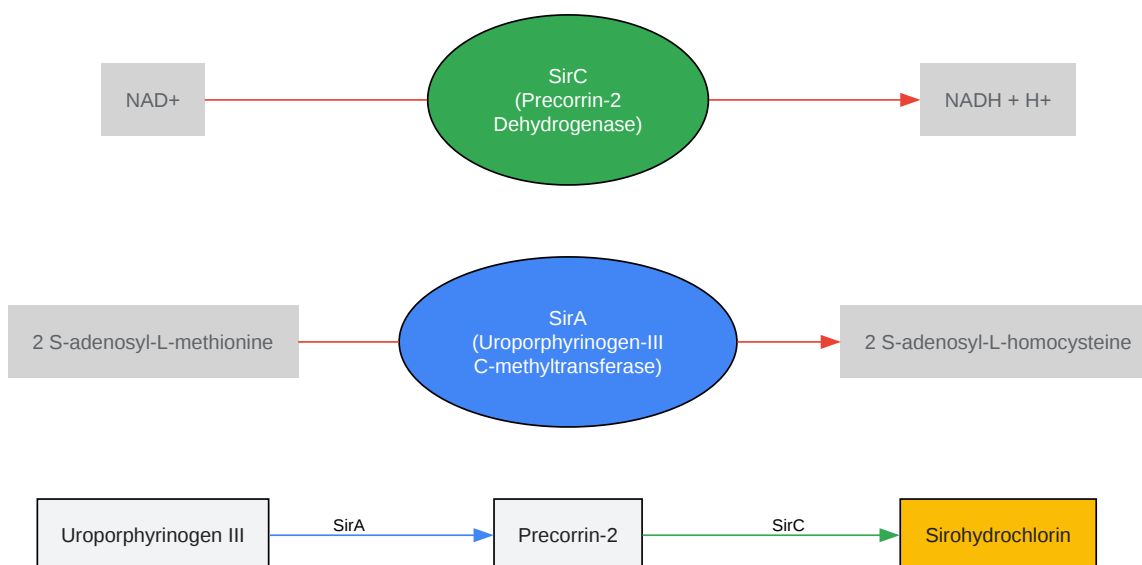 NAD+
SirC
(Precorrin-2
Dehydrogenase)
NADH + H+
2 S-adenosyl-L-methionine
SirA
(Uroporphyrinogen-III
C-methyltransferase)
2 S-adenosyl-L-homocysteine
Uroporphyrinogen III
SirA
Precorrin-2
SirC
Sirohydrochlorin